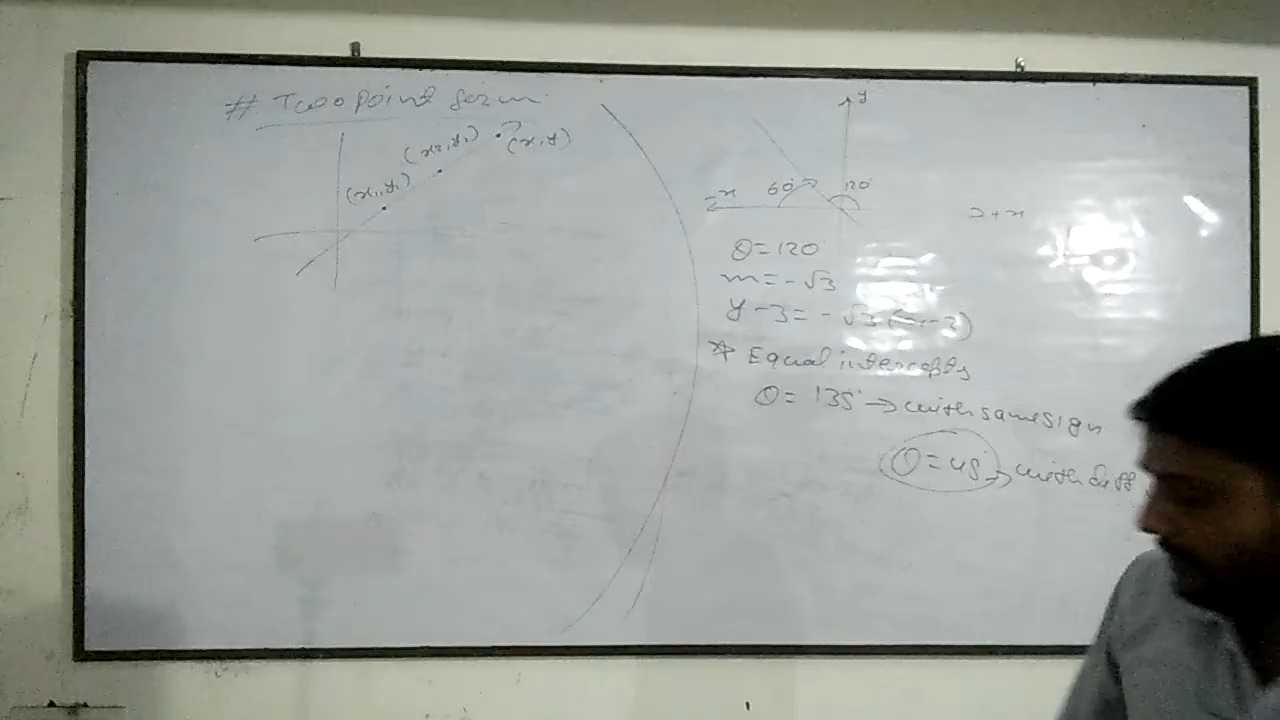 # Two point form
(x2,y2)
(x,y)
(x1,y1)
y
-x 60° 120°
x+x
θ=120°
m=-√3
y-3=-√3(x-3)
* Equal intercepts
θ=135°→with same sign
θ=45→with diff